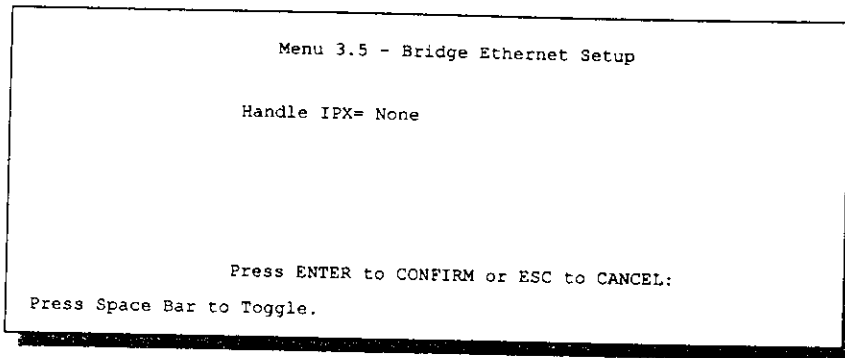 Menu 3.5 - Bridge Ethernet Setup
Handle IPX= None
Press ENTER to CONFIRM or ESC to CANCEL:
Press Space Bar to Toggle.